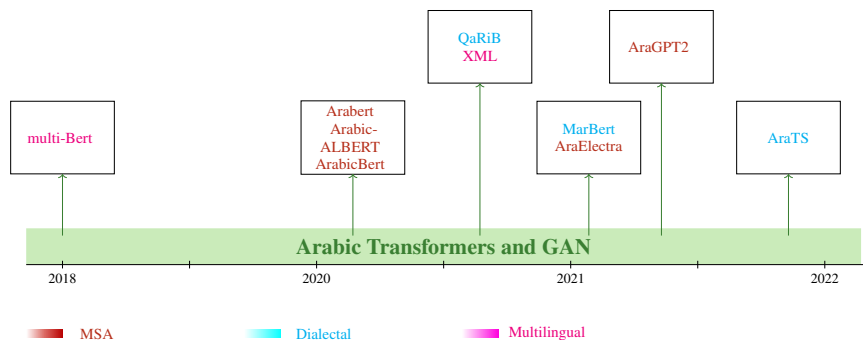 QaRiB
XML
AraGPT2
multi-Bert
Arabert
Arabic-
ALBERT
ArabicBert
MarBert
AraElectra
AraTS
Arabic Transformers and GAN
2018
2020
2021
2022
MSA
Dialectal
Multilingual